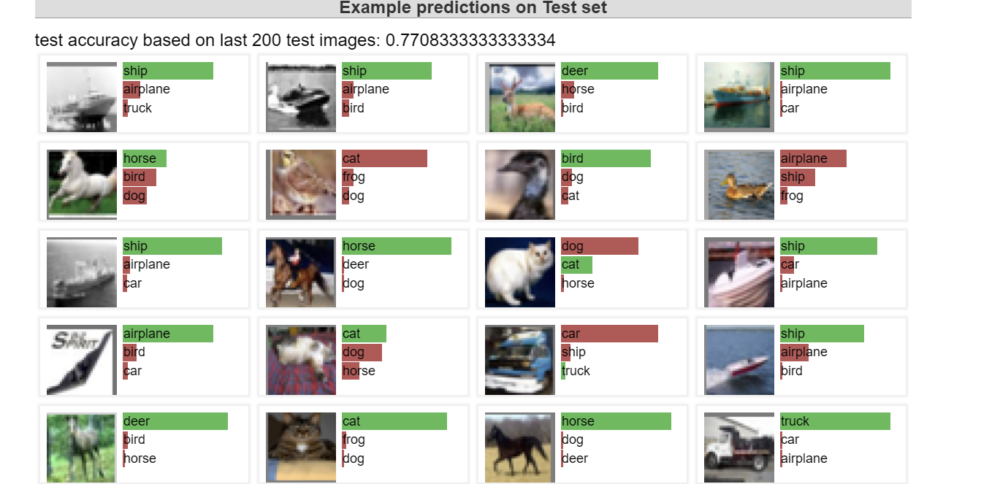 Example predictions on Test set
test accuracy based on last 200 test images: 0.7708333333333334
ship
airplane
truck
ship
airplane
bird
deer
horse
bird
ship
airplane
car
horse
bird
dog
cat
frog
dog
bird
dog
cat
airplane
ship
frog
ship
airplane
car
horse
deer
dog
dog
cat
horse
ship
car
airplane
SPIRIT
airplane
bird
car
cat
dog
horse
car
ship
truck
ship
airplane
bird
deer
bird
horse
cat
frog
dog
horse
dog
deer
truck
car
airplane